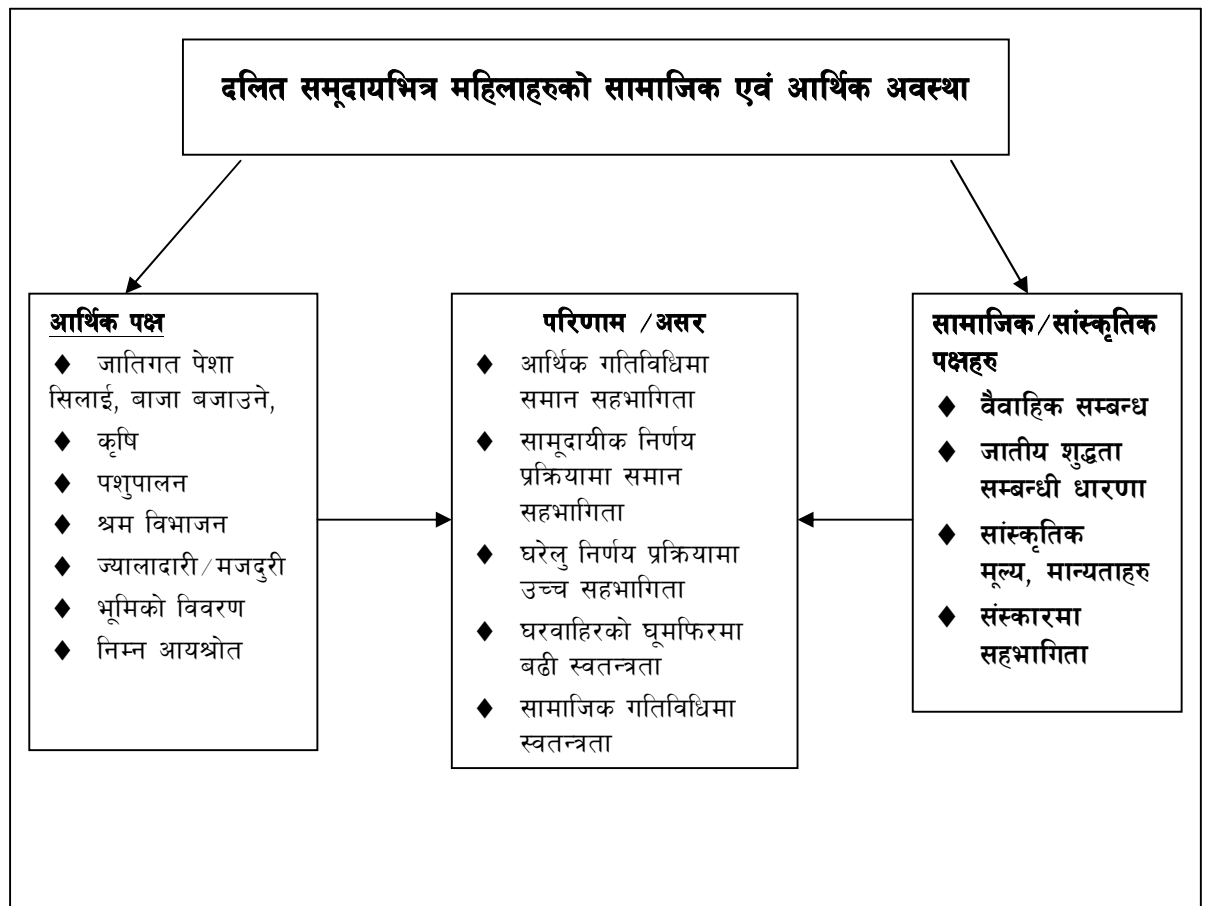 दलित समूदायभित्र महिलाहरुको सामाजिक एवं आर्थिक अवस्था
आर्थिक पक्ष
♦ जातिगत पेशा
सिलाई, बाजा बजाउने,
♦ कृषि
♦ पशुपालन
♦ श्रम विभाजन
♦ ज्यालादारी/मजदुरी
♦ भूमिको विवरण
♦ निम्न आयश्रोत
परिणाम /असर
♦ आर्थिक गतिविधिमा
समान सहभागिता
♦ सामूदायीक निर्णय
प्रक्रियामा समान
सहभागिता
♦ घरेलु निर्णय प्रक्रियामा
उच्च सहभागिता
♦ घरवाहिरको घूमफिरमा
बढी स्वतन्त्रता
♦ सामाजिक गतिविधिमा
स्वतन्त्रता
सामाजिक/सांस्कृतिक
पक्षहरु
♦ वैवाहिक सम्बन्ध
♦ जातीय शुद्धता
सम्बन्धी धारणा
♦ सांस्कृतिक
मूल्य, मान्यताहरु
♦ संस्कारमा
सहभागिता